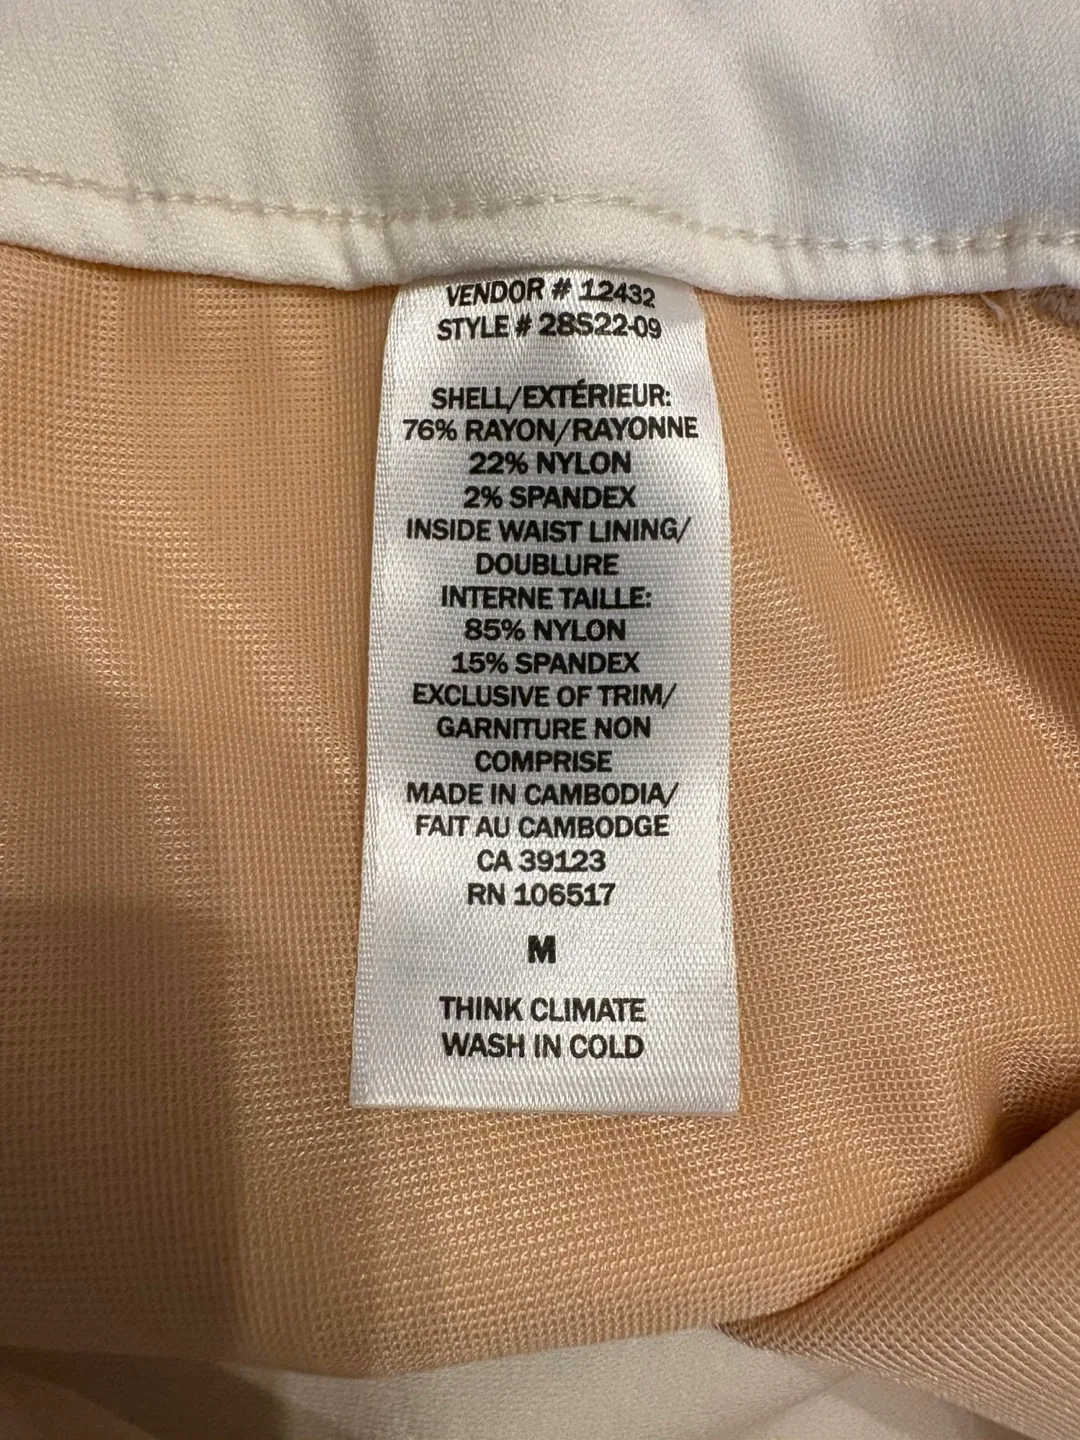 VENDOR # 12432
STYLE # 28S22-09
SHELL/EXTÉRIEUR:
76% RAYON/RAYONNE
22% NYLON
2% SPANDEX
INSIDE WAIST LINING/
DOUBLURE
INTERNE TAILLE:
85% NYLON
15% SPANDEX
EXCLUSIVE OF TRIM/
GARNITURE NON
COMPRISE
MADE IN CAMBODIA/
FAIT AU CAMBODGE
CA 39123
RN 106517
M
THINK CLIMATE
WASH IN COLD